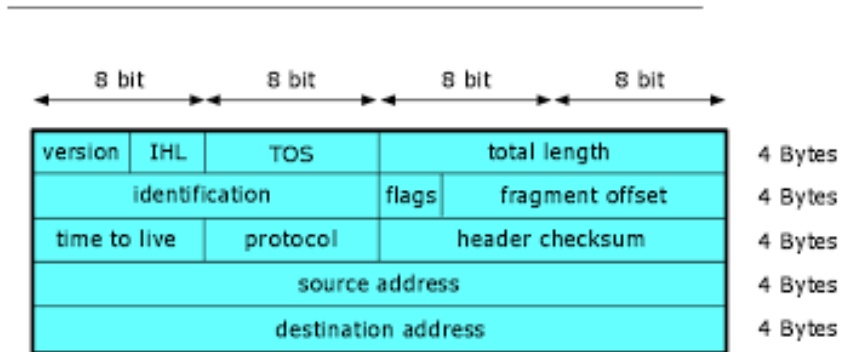 8 bit 8 bit 8 bit 8 bit
version IHL TOS total length 4 Bytes
identification flags fragment offset 4 Bytes
time to live protocol header checksum 4 Bytes
source address 4 Bytes
destination address 4 Bytes